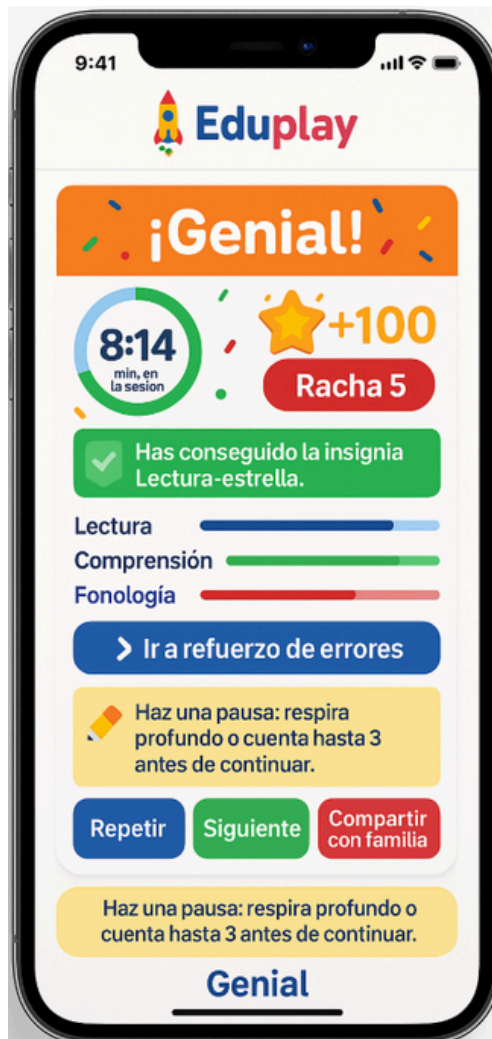 9:41
Eduplay
¡Genial!
8:14
min, en
la sesion
+100
Racha 5
Has conseguido la insignia
Lectura-estrella.
Lectura
Comprensión
Fonología
> Ir a refuerzo de errores
Haz una pausa: respira
profundo o cuenta hasta 3
antes de continuar.
Repetir
Siguiente
Compartir
con familia
Haz una pausa: respira profundo o
cuenta hasta 3 antes de continuar.
Genial